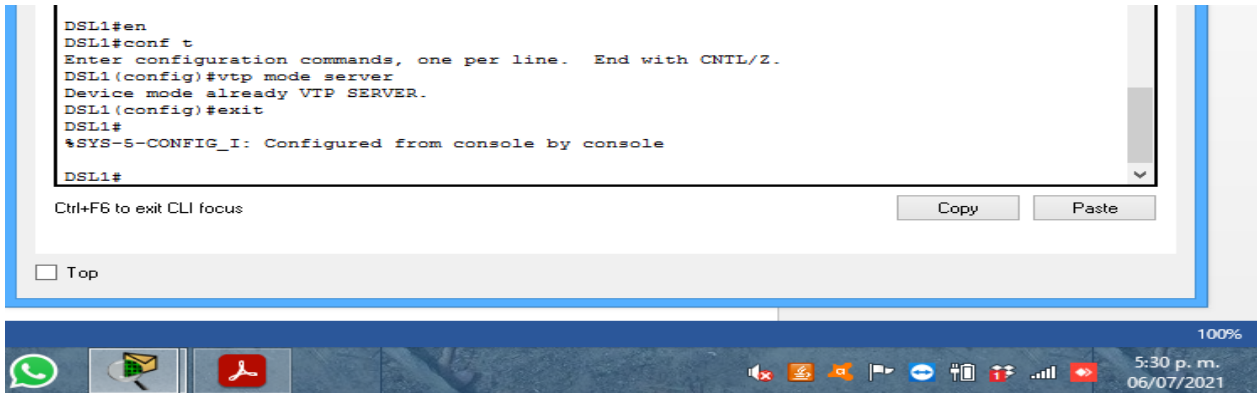 DSL1#en
DSL1#conf t
Enter configuration commands, one per line.  End with CNTL/Z.
DSL1(config)#vtp mode server
Device mode already VTP SERVER.
DSL1(config)#exit
DSL1#
%SYS-5-CONFIG_I: Configured from console by console
DSL1#
Ctrl+F6 to exit CLI focus
Copy
Paste
Top
100%
5:30 p. m.
06/07/2021